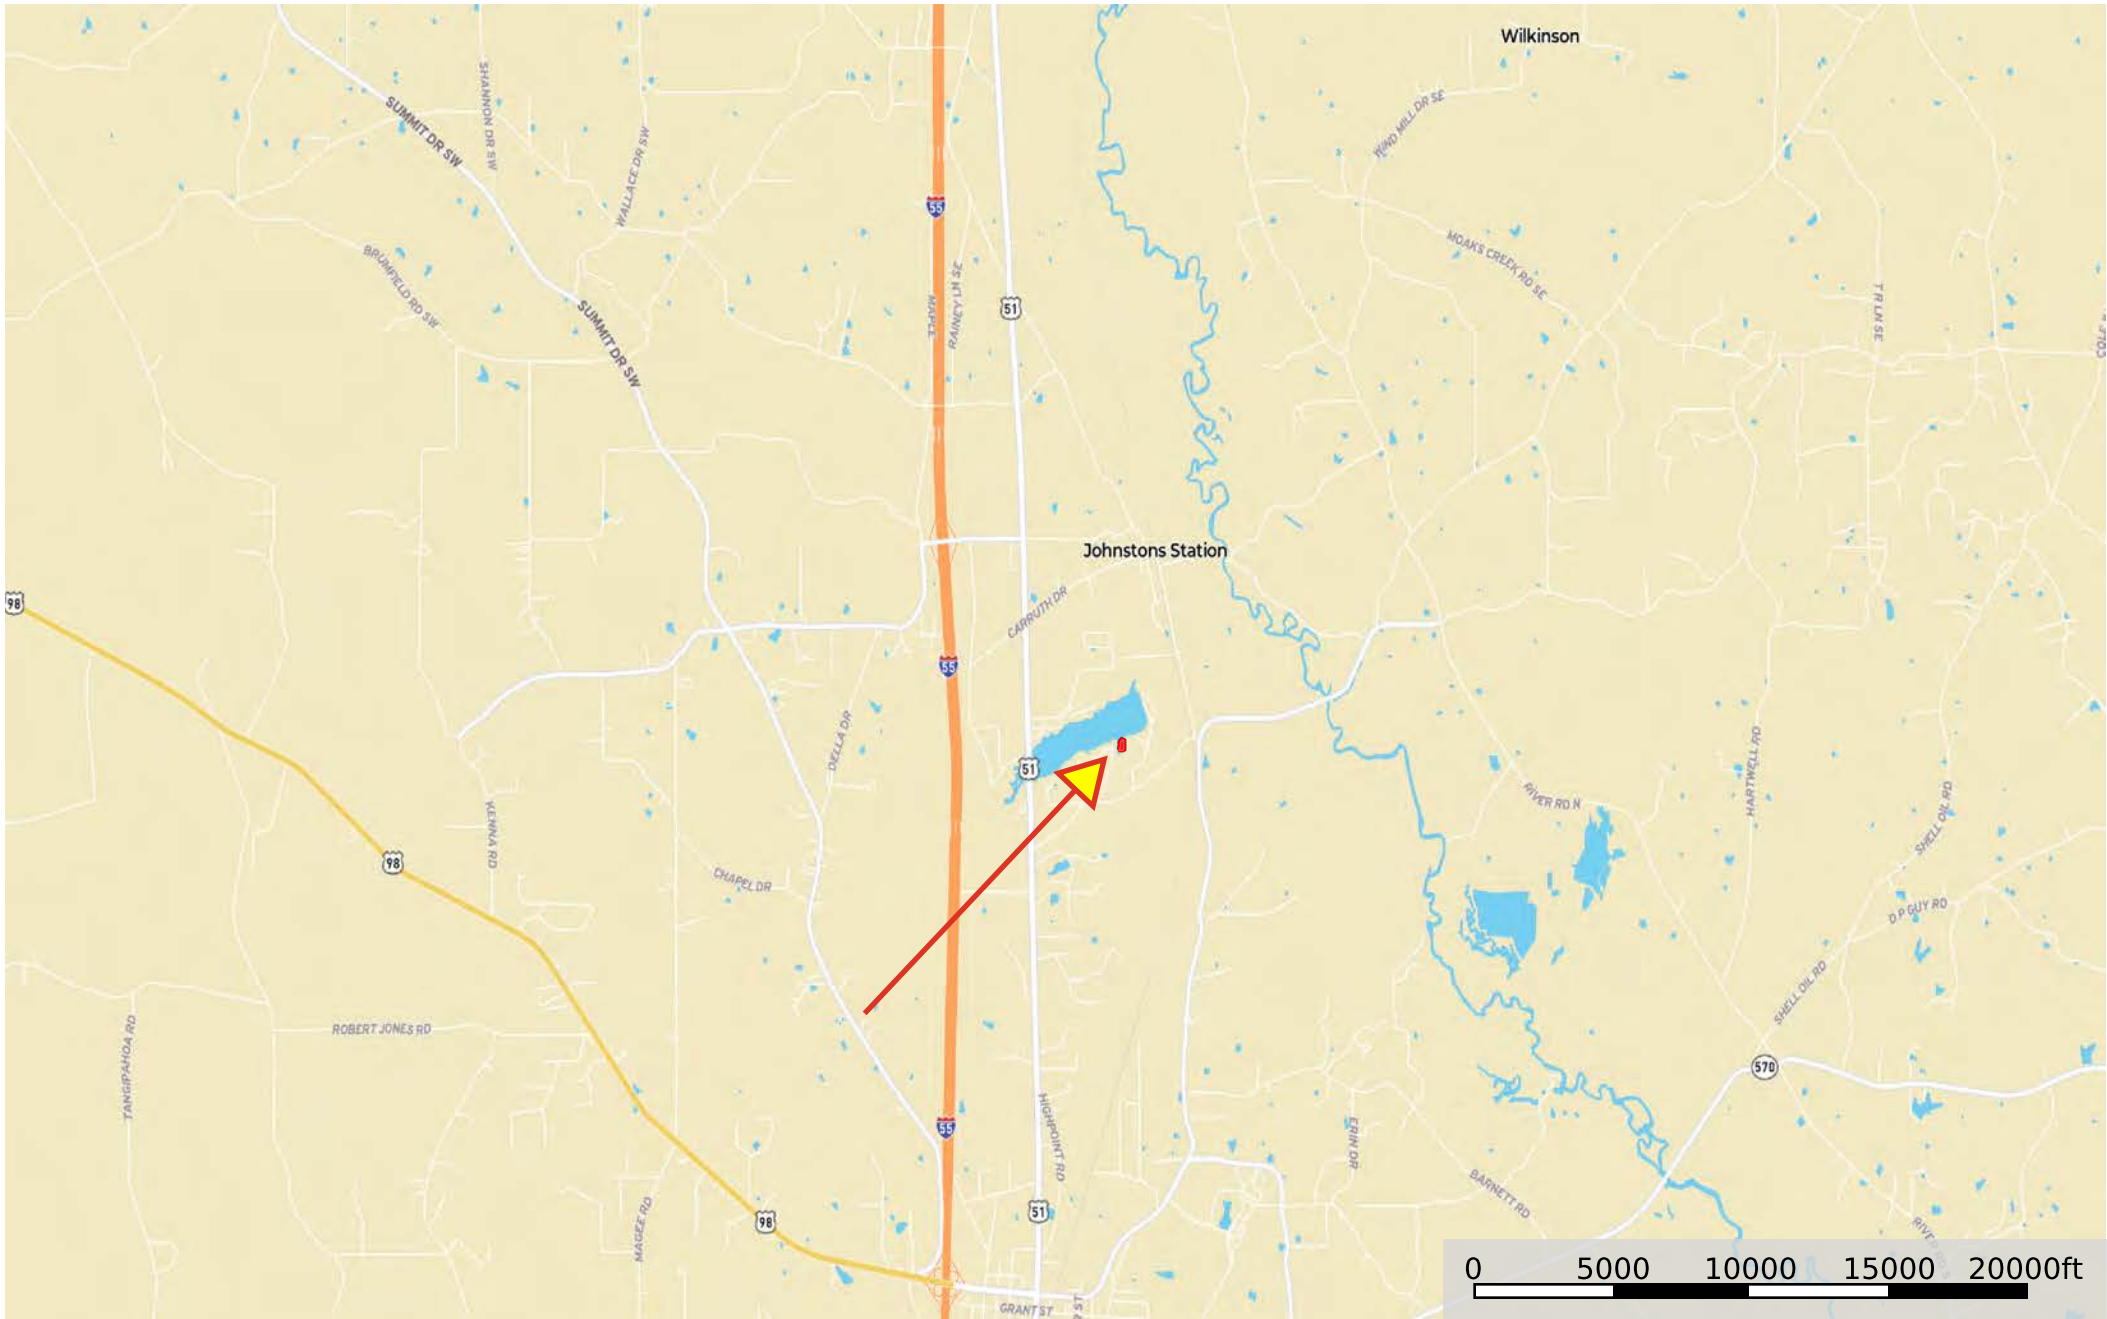 Wilkinson
SUMMIT DR SW
SHANNON DR SW
WALLACE DR SW
WIND MILL DR SE
55
BRUMFIELD RD SW
MOAKS CREEK RD SE
MAPLE
RAINEY LN SE
51
T R I LN SE
SUMMIT DR SW
Johnstons Station
98
CARRUTH DR
55
DELLA DR
51
HARTWELL RD
RIVER RD N
SHELL OIL RD
KENNA RD
98
CHAPEL DR
D P GUY RD
SHELL OIL RD
TANGIPAHOA RD
ROBERT JONES RD
570
55
HIGHPOINT RD
ERIN DR
BARNETT RD
MAGEE RD
98
51
RIVER RD S
GRANT ST
ST
0 5000 10000 15000 20000ft